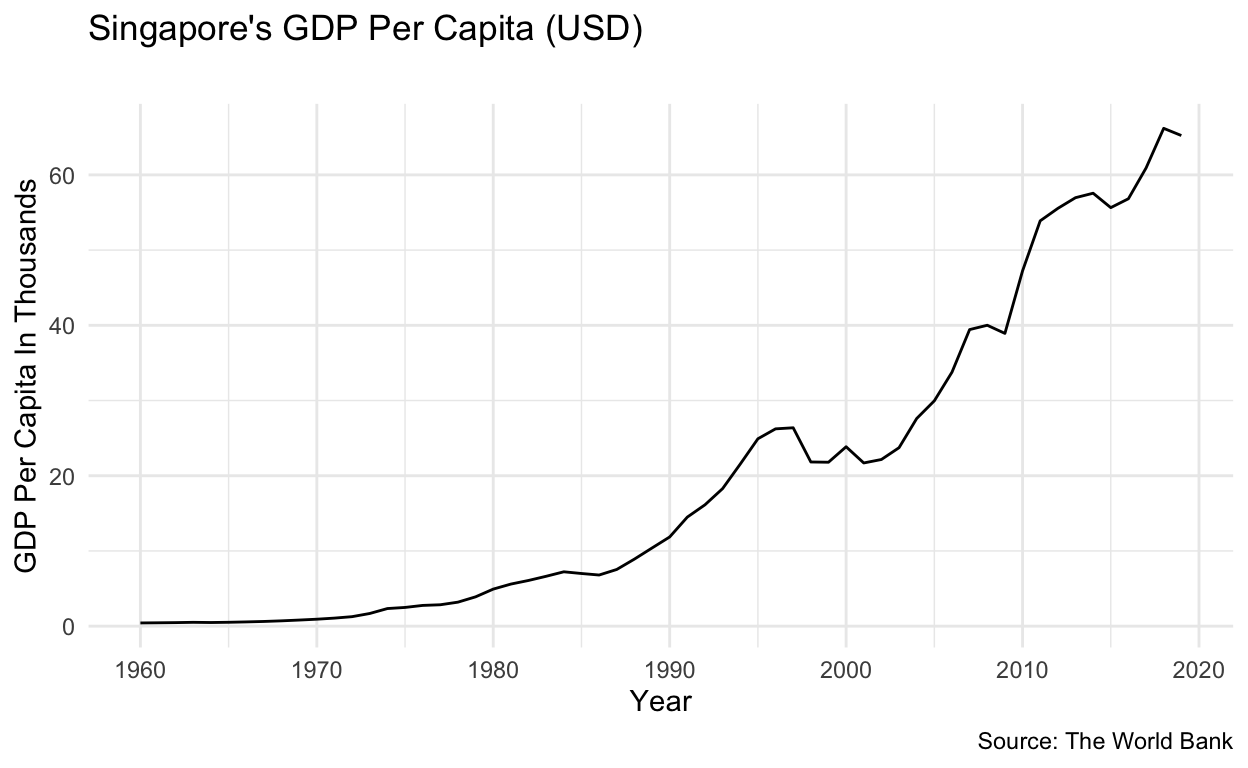 Singapore's GDP Per Capita (USD)
GDP Per Capita In Thousands
60
40
20
0
1960 1970 1980 1990 2000 2010 2020
Year
Source: The World Bank